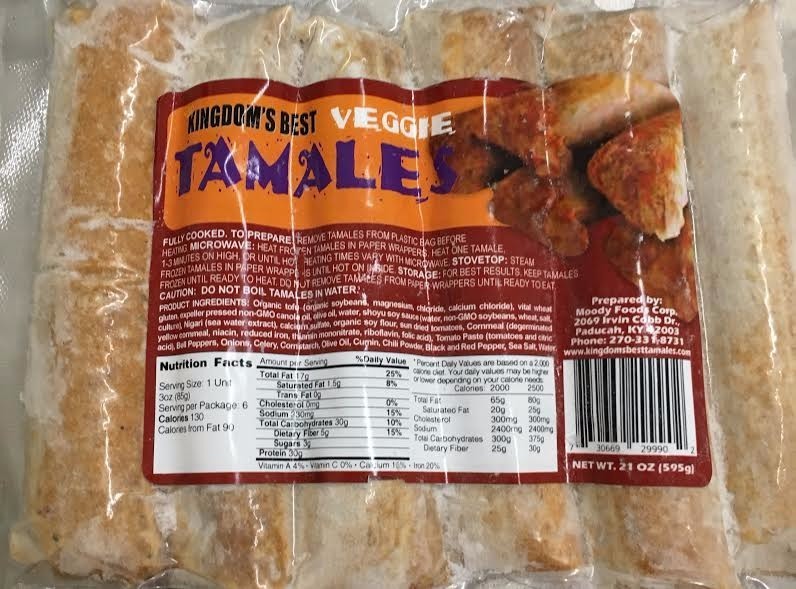 KINGDOM'S BEST VEGGIE
TAMALES
FULLY COOKED. TO PREPARE: REMOVE TAMALES FROM PLASTIC BAG BEFORE
HEATING MICROWAVE: HEAT FROZEN TAMALES IN PAPER WRAPPERS. HEAT ONE TAMALE,
1-3 MINUTES ON HIGH, OR UNTIL HOT. HEATING TIMES VARY WITH MICROWAVE. STOVETOP: STEAM
FROZEN TAMALES IN PAPER WRAPPERS UNTIL HOT ON INSIDE. STORAGE: FOR BEST RESULTS, KEEP TAMALES
FROZEN UNTIL READY TO HEAT. DO NOT REMOVE TAMALES FROM PAPER WRAPPERS UNTIL READY TO EAT.
CAUTION: DO NOT BOIL TAMALES IN WATER.
PRODUCT INGREDIENTS: Organic tofu (organic soybeans, magnesium, chloride, calcium chloride), vital wheat
gluten, expeller pressed non-GMO canola oil, olive oil, water, shoyu soy sauce (water, non-GMO soybeans, wheat, salt,
culture), Nigari (sea water extract), calcium sulfate, organic soy flour, sun dried tomatoes, Cornmeal (degerminated
yellow cornmeal, niacin, reduced iron, thiamin mononitrate, riboflavin, folic acid), Tomato Paste (tomatoes and citric
acid), Bell Peppers, Onions, Celery, Cornstarch, Olive Oil, Cumin, Chili Powder, Black and Red Pepper, Sea Salt, Water.
Prepared by:
Moody Foods Corp.
2069 Irvin Cobb Dr.
Paducah, KY 42003
Phone: 270-331-8731
www.kingdomsbesttamales.com
Nutrition Facts
Serving Size: 1 Unit
3oz (85g)
Serving per Package: 6
Calories 130
Calories from Fat 90
Amount per Serving %Daily Value
Total Fat 17g 25%
Saturated Fat 1.5g 8%
Trans Fat 0g
Cholesterol 0mg 0%
Sodium 230mg 15%
Total Carbohydrates 30g 10%
Dietary Fiber 5g 15%
Sugars 3g
Protein 30g
Vitamin A 4% - Vitamin C 0% - Calcium 10% - Iron 20%
*Percent Daily Values are based on a 2,000
calorie diet. Your daily values may be higher
or lower depending on your calorie needs
Calories: 2000 2500
Total Fat 65g 80g
Saturated Fat 20g 25g
Cholesterol 300mg 300mg
Sodium 2400mg 2400mg
Total Carbohydrates 300g 375g
Dietary Fiber 25g 30g
7 30669 29990 2
NET WT. 21 OZ (595g)